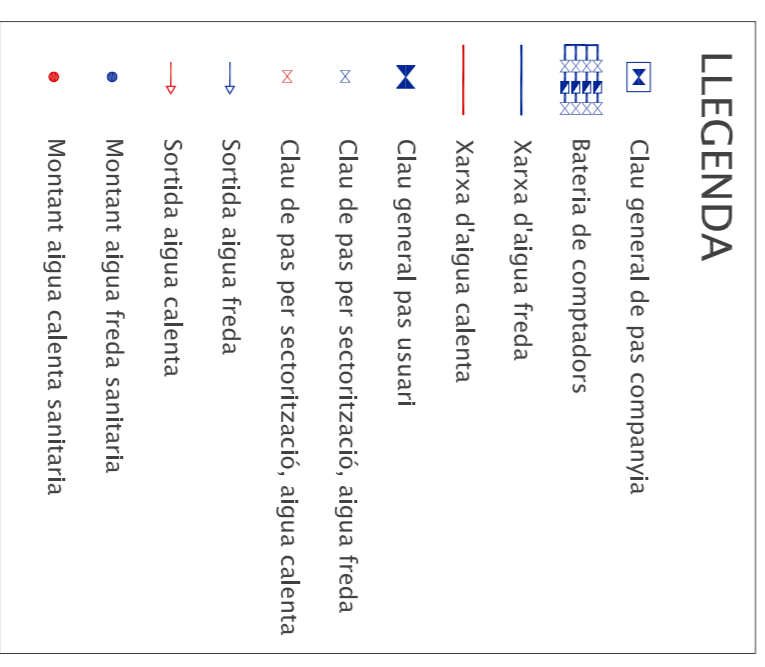 LLEGENDA
Clau general de pas companyia
Bateria de comptadors
Xarxa d'aigua freda
Xarxa d'aigua calenta
Clau general pas usuari
Clau de pas per sectorització, aigua freda
Clau de pas per sectorització, aigua calenta
Sortida aigua freda
Sortida aigua calenta
Montant aigua freda sanitaria
Montant aigua calenta sanitaria